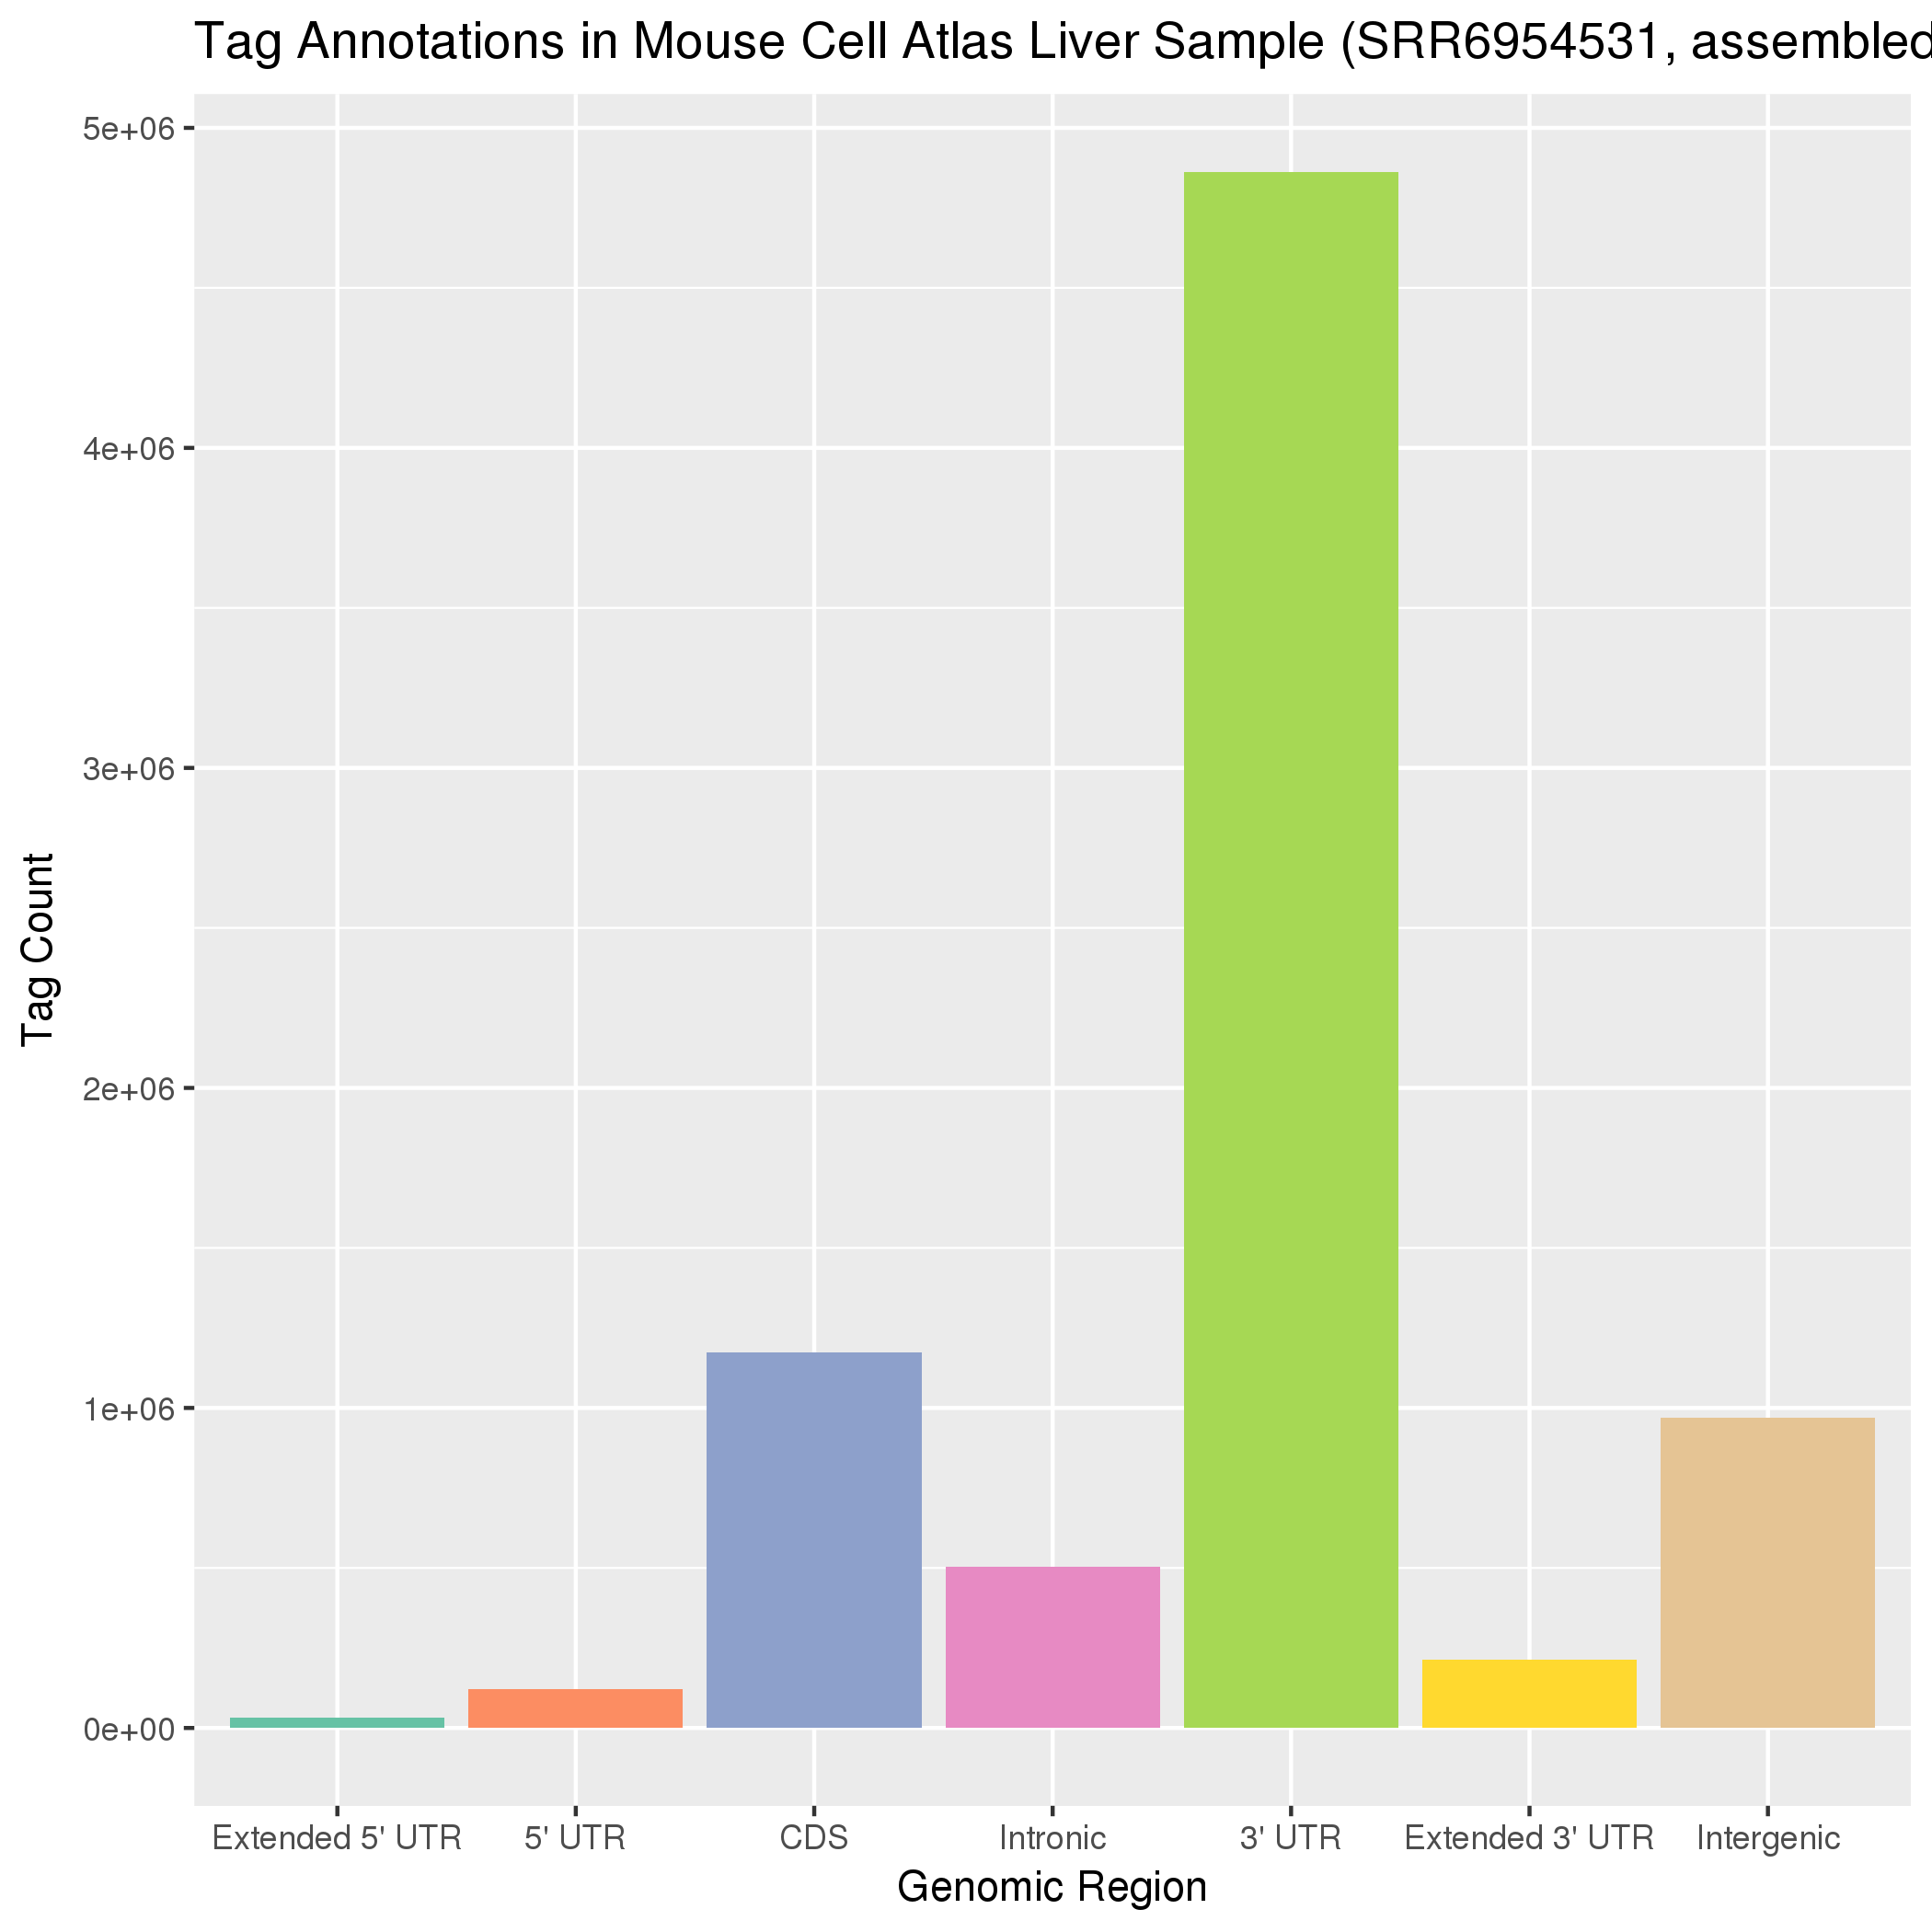 Tag Annotations in Mouse Cell Atlas Liver Sample (SRR6954531, assembled
5e+06
4e+06
3e+06
2e+06
1e+06
0e+00
Tag Count
Extended 5' UTR 5' UTR CDS Intronic 3' UTR Extended 3' UTR Intergenic
Genomic Region